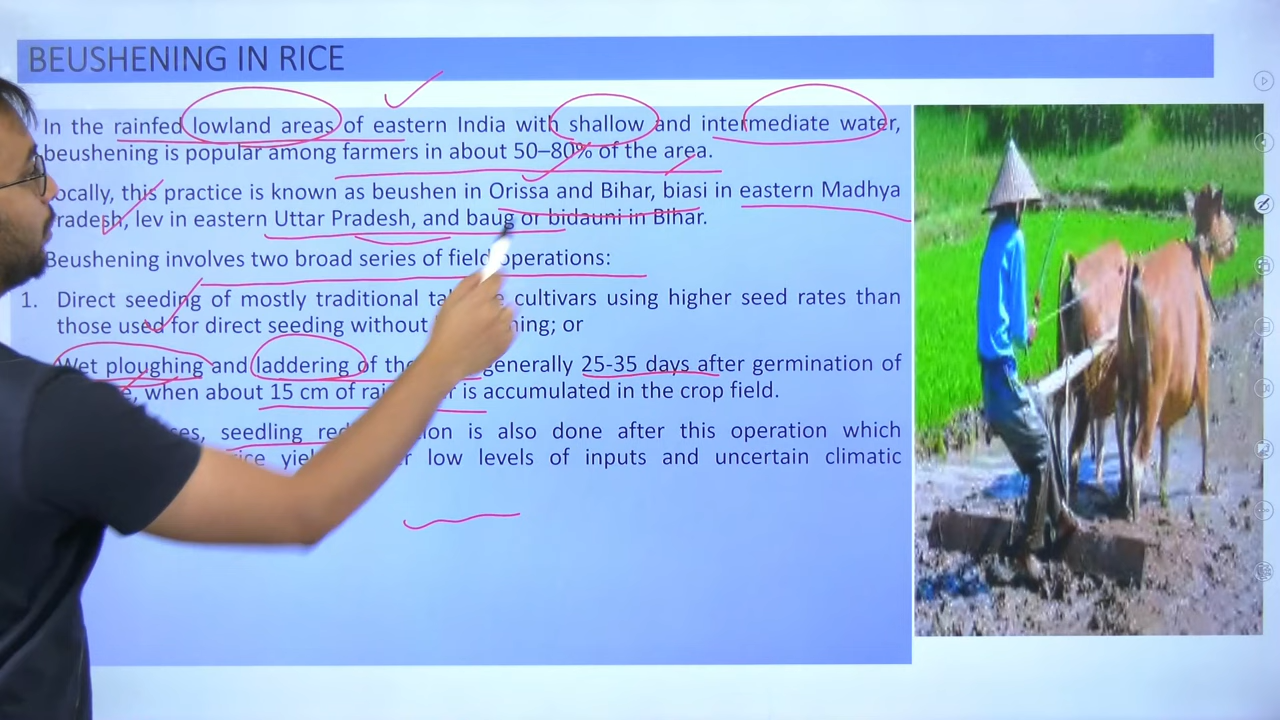 BEUSHENING IN RICE
In the rainfed lowland areas of eastern India with shallow and intermediate water,
beushening is popular among farmers in about 50–80% of the area.
ocally, this practice is known as beushen in Orissa and Bihar, biasi in eastern Madhya
radesh, lev in eastern Uttar Pradesh, and baug or bidauni in Bihar.
Beushening involves two broad series of field operations:
1. Direct seeding of mostly traditional cultivars using higher seed rates than
those used for direct seeding without ning; or
Wet ploughing and laddering of the generally 25-35 days after germination of
when about 15 cm of is accumulated in the crop field.
seedling is also done after this operation which
low levels of inputs and uncertain climatic